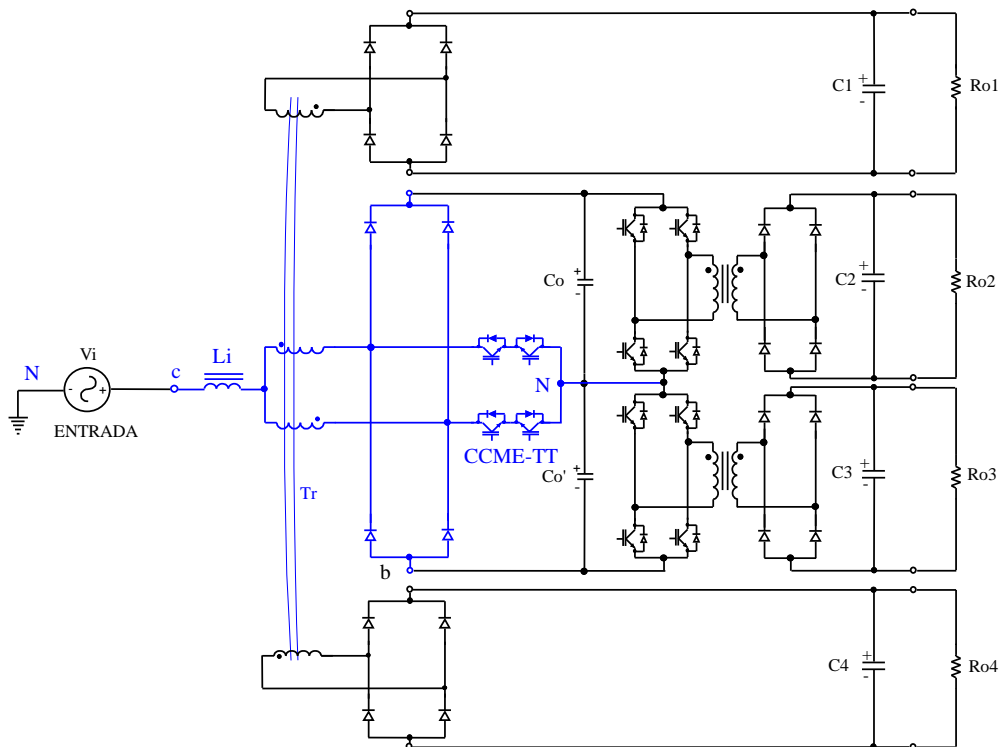 C1
+
-
Ro1
Co
+
-
C2
+
-
Ro2
Vi
N
-
+
c
Li
ENTRADA
N
CCME-TT
Tr
Co'
+
-
C3
+
-
Ro3
b
C4
+
-
Ro4